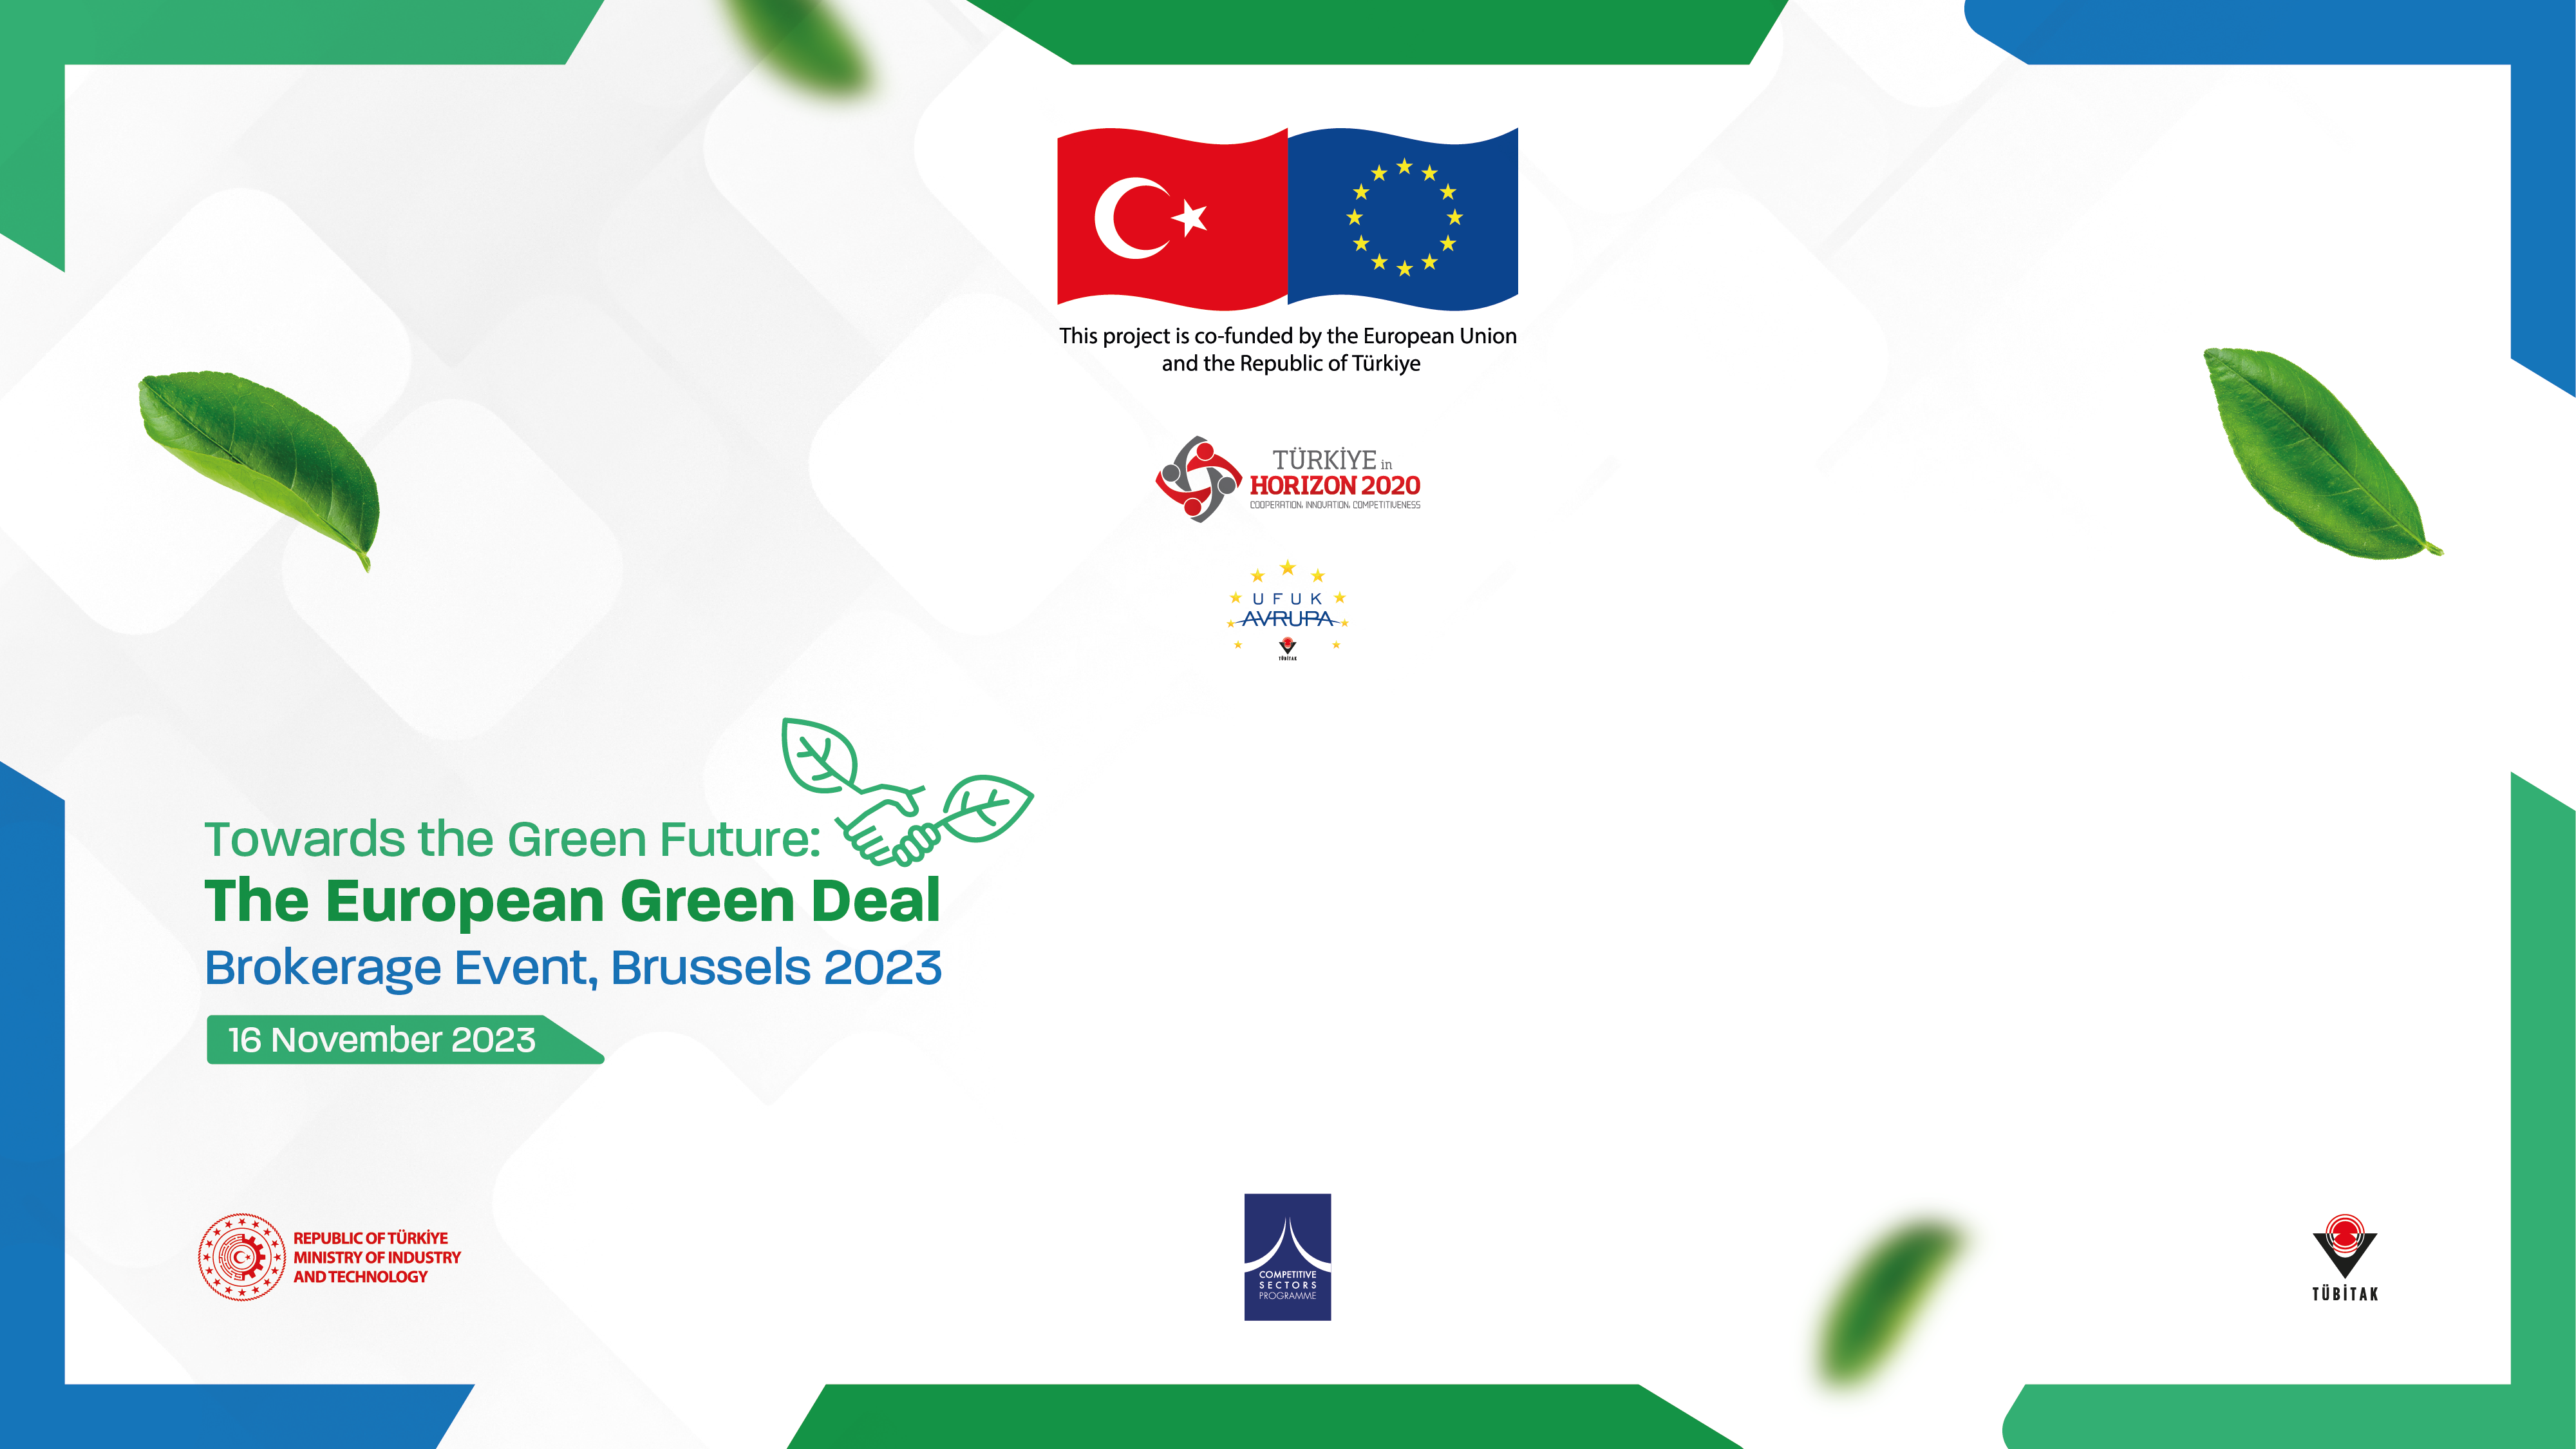 This project is co-funded by the European Union
and the Republic of Türkiye
TÜRKİYE in
HORIZON 2020
COOPERATION, INNOVATION, COMPETITIVENESS
UFUK
AVRUPA
TÜBİTAK
Towards the Green Future:
The European Green Deal
Brokerage Event, Brussels 2023
16 November 2023
REPUBLIC OF TÜRKİYE
MINISTRY OF INDUSTRY
AND TECHNOLOGY
COMPETITIVE
SECTORS
PROGRAMME
TÜBİTAK